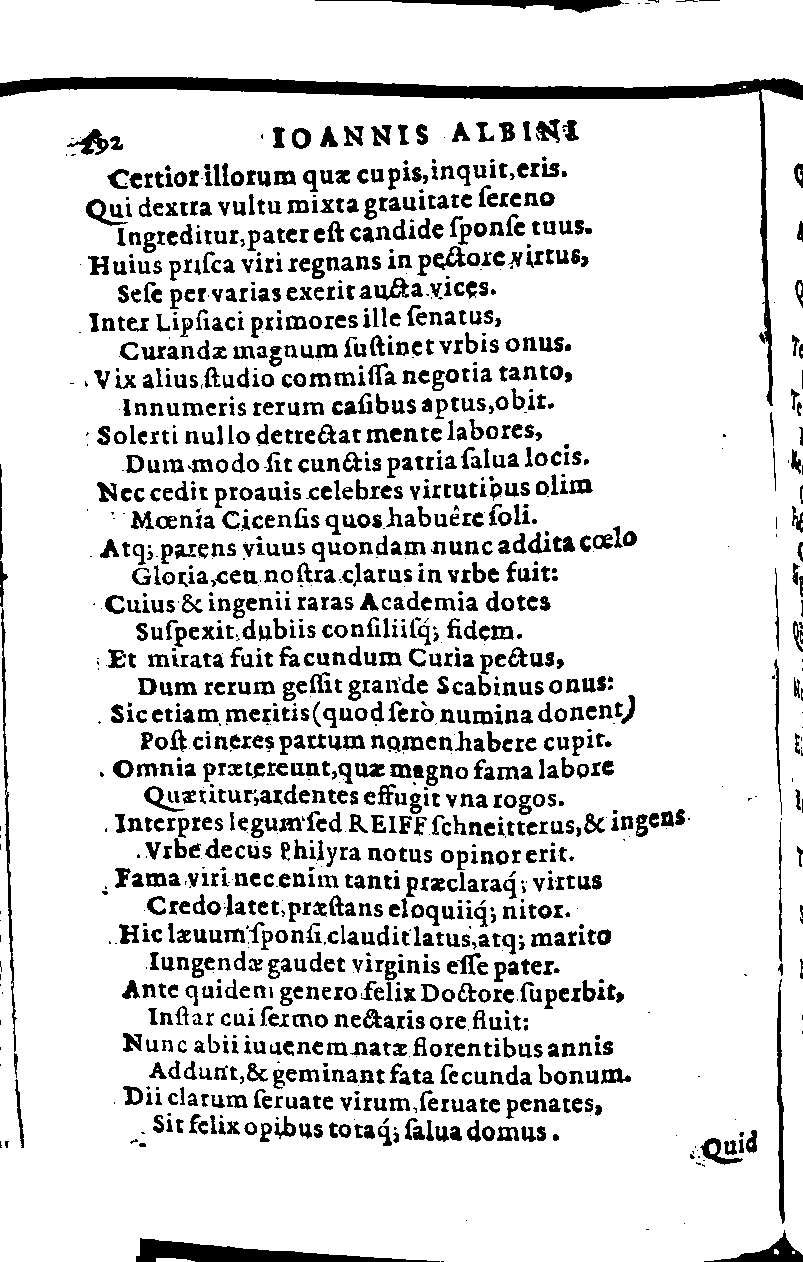 192 IOANNIS ALBINI
Certior illorum quæ cupis, inquit, eris.
Qui dextra vultu mixta grauitate ſereno
Ingreditur, pater eſt candide ſponſe tuus.
Huius priſca viri regnans in pectore virtus,
Seſe per varias exerit aucta vices.
Inter Lipſiaci primores ille ſenatus,
Curandæ magnum ſuſtinet vrbis onus.
Vix alius ſtudio commiſſa negotia tanto,
Innumeris rerum caſibus aptus, obit.
Solerti nullo detrectat mente labores,
Dum modo ſit cunctis patria ſalua locis.
Nec cedit proauis celebres virtutibus olim
Mœnia Cicenſis quos habuêre ſoli.
Atq; parens viuus quondam nunc addita cœlo
Gloria, ceu noſtra clarus in vrbe fuit:
Cuius & ingenii raras Academia dotes
Suſpexit, dubiis conſiliiſq́; fidem.
Et mirata fuit facundum Curia pectus,
Dum rerum geſſit grande Scabinus onus:
Sic etiam meritis (quod ſerò numina donent)
Poſt cineres partum nomen habere cupit.
Omnia prætereunt, quæ magno fama labore
Quæritur, ardentes effugit vna rogos.
Interpres legum ſed REIFFſchneitterus, & ingens
Vrbe decus Philyra notus opinor erit.
Fama viri nec enim tanti præclaraq́; virtus
Credo latet, præſtans eloquiiq́; nitor.
Hic læuum ſponſi claudit latus, atq; marito
Iungendæ gaudet virginis eſſe pater.
Ante quidem genero felix Doctore ſuperbit,
Inſtar cui ſermo nectaris ore fluit:
Nunc abii iuuenem natæ florentibus annis
Addunt, & geminant fata ſecunda bonum.
Dii clarum ſeruate virum, ſeruate penates,
Sit felix opibus totaq́; ſalua domus.
Quid